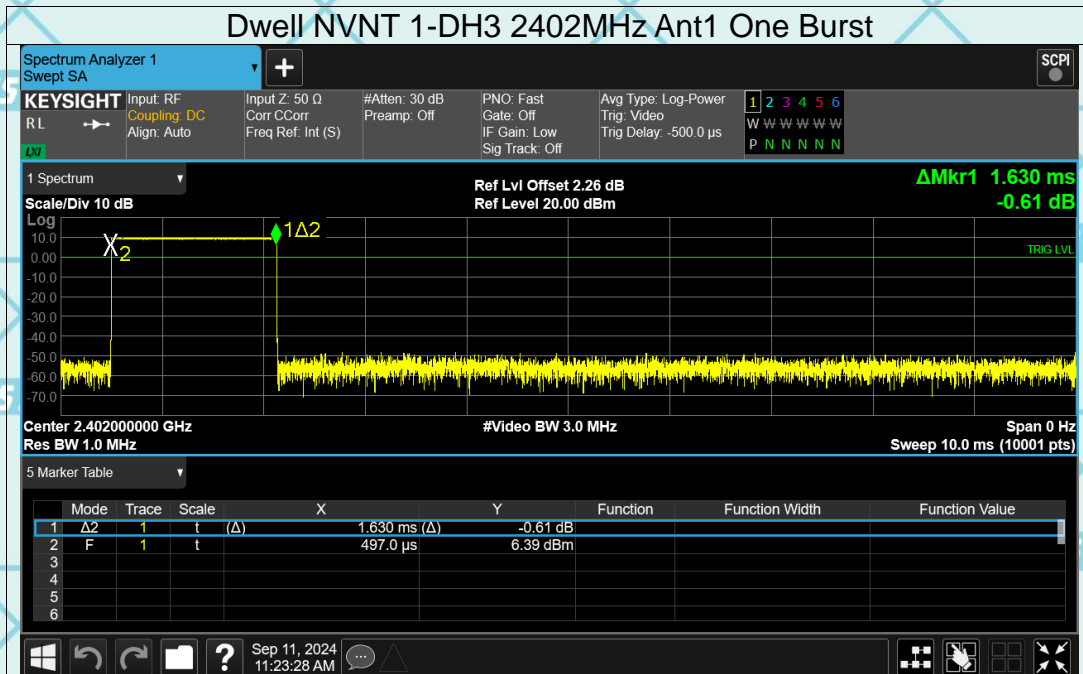 Dwell NVNT 1-DH3 2402MHz Ant1 One Burst
Spectrum Analyzer 1
Swept SA
+
SCPI
KEYSIGHT
RL
LXI
Input: RF
Coupling: DC
Align: Auto
Input Z: 50 Ω
Corr CCorr
Freq Ref: Int (S)
#Atten: 30 dB
Preamp: Off
PNO: Fast
Gate: Off
IF Gain: Low
Sig Track: Off
Avg Type: Log-Power
Trig: Video
Trig Delay: -500.0 µs
1 2 3 4 5 6
W W W W W W
P N N N N N
1 Spectrum
Scale/Div 10 dB
Ref Lvl Offset 2.26 dB
Ref Level 20.00 dBm
ΔMkr1 1.630 ms
-0.61 dB
Log
10.0
0.00
-10.0
-20.0
-30.0
-40.0
-50.0
-60.0
-70.0
X2
1Δ2
TRIG LVL
Center 2.402000000 GHz
#Video BW 3.0 MHz
Span 0 Hz
Res BW 1.0 MHz
Sweep 10.0 ms (10001 pts)
5 Marker Table
Mode Trace Scale X Y Function Function Width Function Value
1 Δ2 1 t (Δ) 1.630 ms (Δ) -0.61 dB
2 F 1 t 497.0 µs 6.39 dBm
3
4
5
6
?
Sep 11, 2024
11:23:28 AM